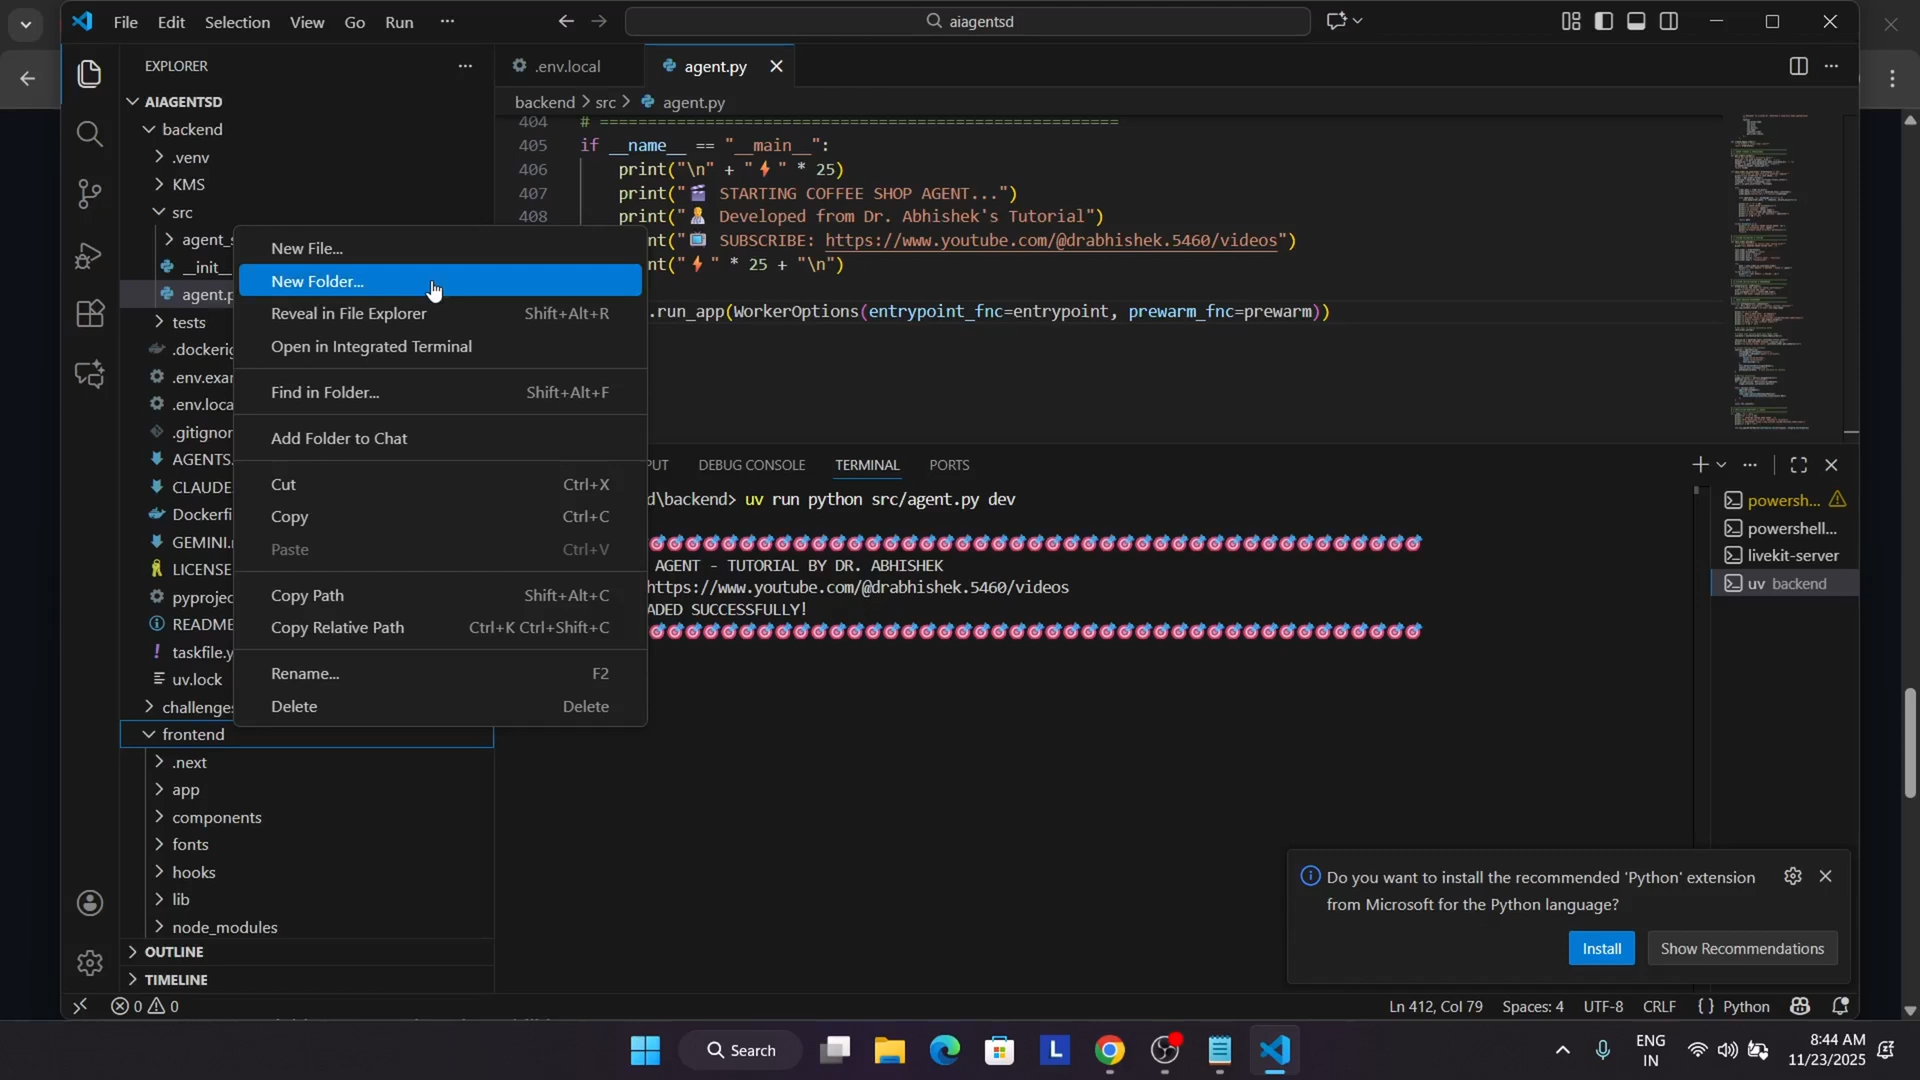 File Edit Selection View Go Run ···
aiagentsd
EXPLORER
AIAGENTSD
backend
.venv
KMS
src
agent_
__init__
agent.p
tests
.dockerig
.env.exam
.env.loca
.gitignor
AGENTS.
CLAUDE
Dockerfi
GEMINI.
LICENSE
pyprojec
README
taskfile.y
uv.lock
challenges
frontend
.next
app
components
fonts
hooks
lib
node_modules
OUTLINE
TIMELINE
New File...
New Folder...
Reveal in File Explorer Shift+Alt+R
Open in Integrated Terminal
Find in Folder... Shift+Alt+F
Add Folder to Chat
Cut Ctrl+X
Copy Ctrl+C
Paste Ctrl+V
Copy Path Shift+Alt+C
Copy Relative Path Ctrl+K Ctrl+Shift+C
Rename... F2
Delete Delete
.env.local
agent.py
backend > src > agent.py
404 # ======================================================
405 if __name__ == "__main__":
406 print("\n" + "⚡" * 25)
407 print("🎬 STARTING COFFEE SHOP AGENT...")
408 print("👨‍⚕️ Developed from Dr. Abhishek's Tutorial")
nt("📺 SUBSCRIBE: https://www.youtube.com/@drabhishek.5460/videos")
nt("⚡" * 25 + "\n")
.run_app(WorkerOptions(entrypoint_fnc=entrypoint, prewarm_fnc=prewarm))
PUT DEBUG CONSOLE TERMINAL PORTS
d\backend> uv run python src/agent.py dev
🎯🎯🎯🎯🎯🎯🎯🎯🎯🎯🎯🎯🎯🎯🎯🎯🎯🎯🎯🎯🎯🎯🎯🎯🎯🎯🎯🎯🎯🎯🎯🎯🎯🎯🎯🎯🎯🎯🎯🎯🎯🎯🎯
AGENT - TUTORIAL BY DR. ABHISHEK
https://www.youtube.com/@drabhishek.5460/videos
ADED SUCCESSFULLY!
🎯🎯🎯🎯🎯🎯🎯🎯🎯🎯🎯🎯🎯🎯🎯🎯🎯🎯🎯🎯🎯🎯🎯🎯🎯🎯🎯🎯🎯🎯🎯🎯🎯🎯🎯🎯🎯🎯🎯🎯🎯🎯🎯
powersh...
powershell...
livekit-server
uv backend
Do you want to install the recommended 'Python' extension
from Microsoft for the Python language?
Install
Show Recommendations
0 0
Ln 412, Col 79 Spaces: 4 UTF-8 CRLF { } Python
Search
L
ENG
IN
8:44 AM
11/23/2025